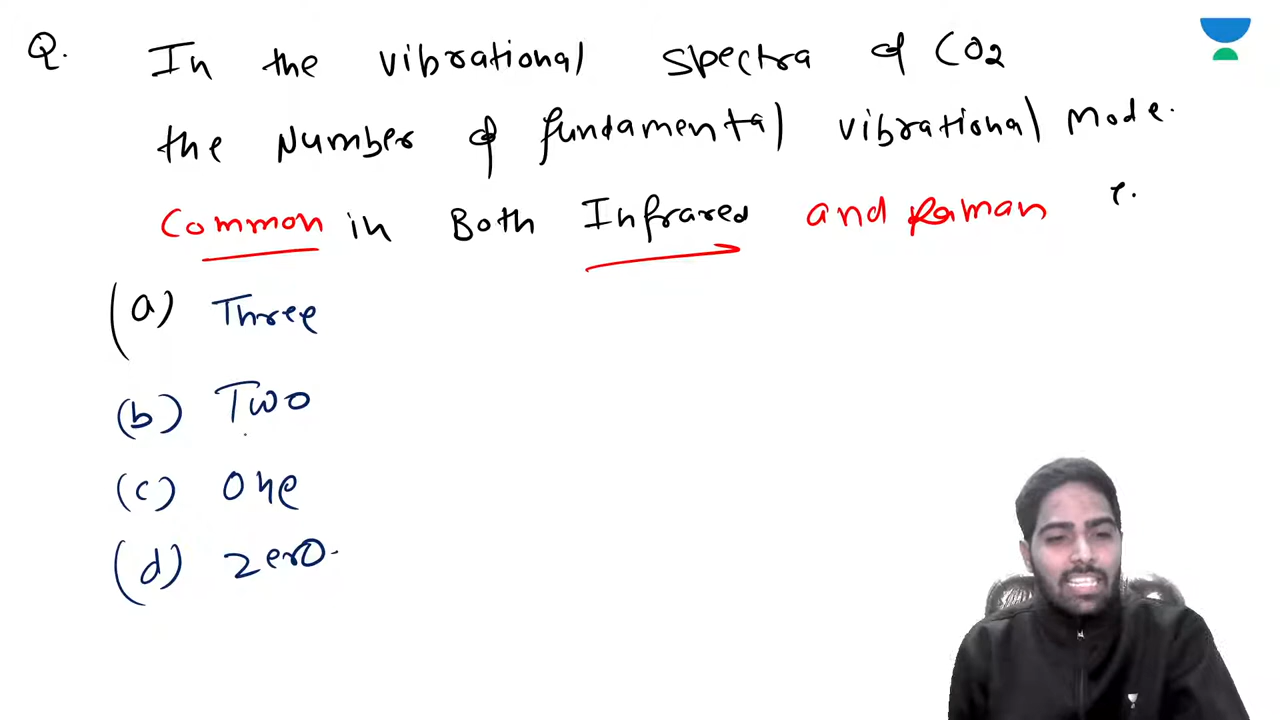 Q. In the vibrational spectra of CO2
the Number of fundamental vibrational Mode.
Common in Both Infrared and Raman
(a) Three
(b) Two
(c) One
(d) Zero.